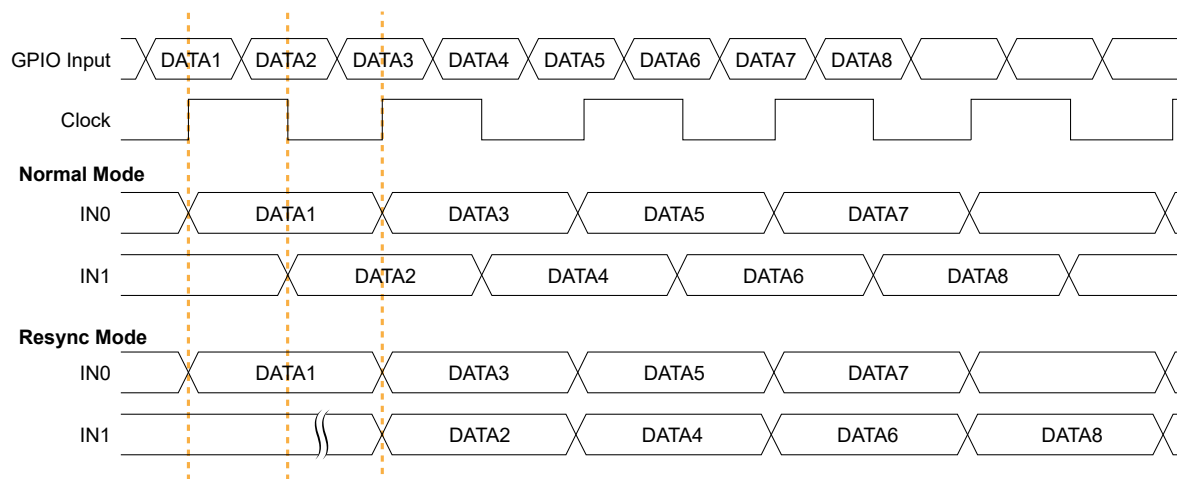 GPIO Input DATA1 DATA2 DATA3 DATA4 DATA5 DATA6 DATA7 DATA8
Clock
Normal Mode
IN0 DATA1 DATA3 DATA5 DATA7
IN1 DATA2 DATA4 DATA6 DATA8
Resync Mode
IN0 DATA1 DATA3 DATA5 DATA7
IN1 DATA2 DATA4 DATA6 DATA8